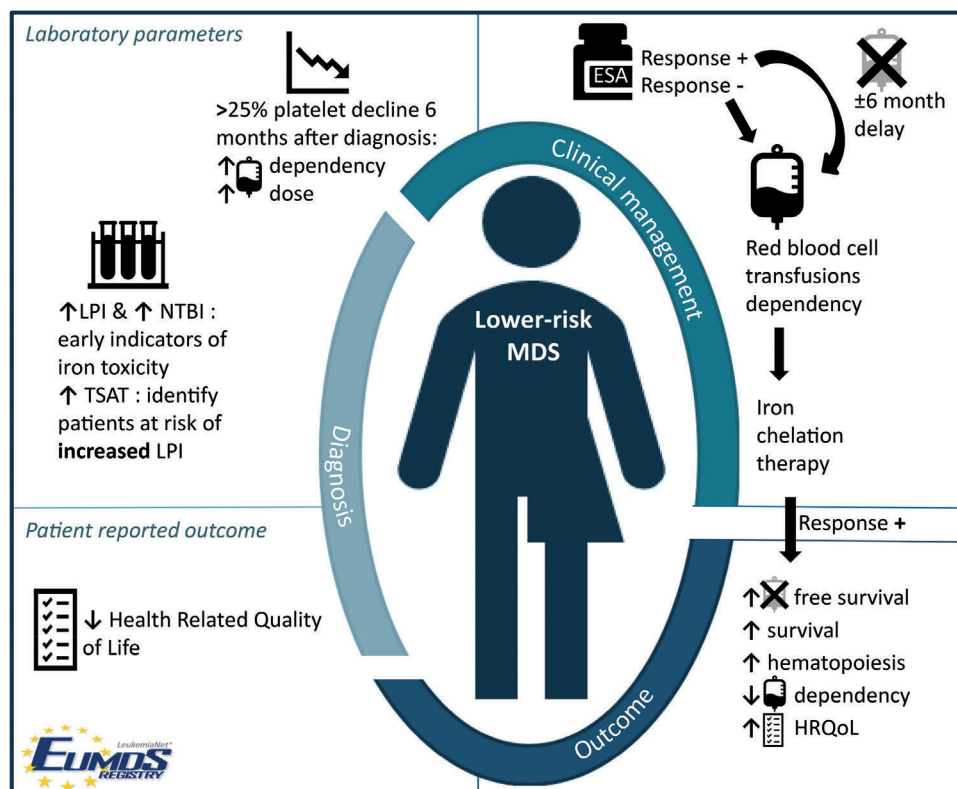 Laboratory parameters
>25% platelet decline 6
months after diagnosis:
↑ dependency
↑ dose
↑LPI & ↑ NTBI :
early indicators of
iron toxicity
↑ TSAT : identify
patients at risk of
increased LPI
ESA
Response +
Response -
±6 month
delay
Red blood cell
transfusions
dependency
Iron
chelation
therapy
Response +
↑ free survival
↑ survival
↑ hematopoiesis
↓ dependency
↑ HRQoL
Clinical management
Diagnosis
Outcome
Lower-risk
MDS
Patient reported outcome
↓ Health Related Quality
of Life
LeukemiaNet®
EUMDS
REGISTRY